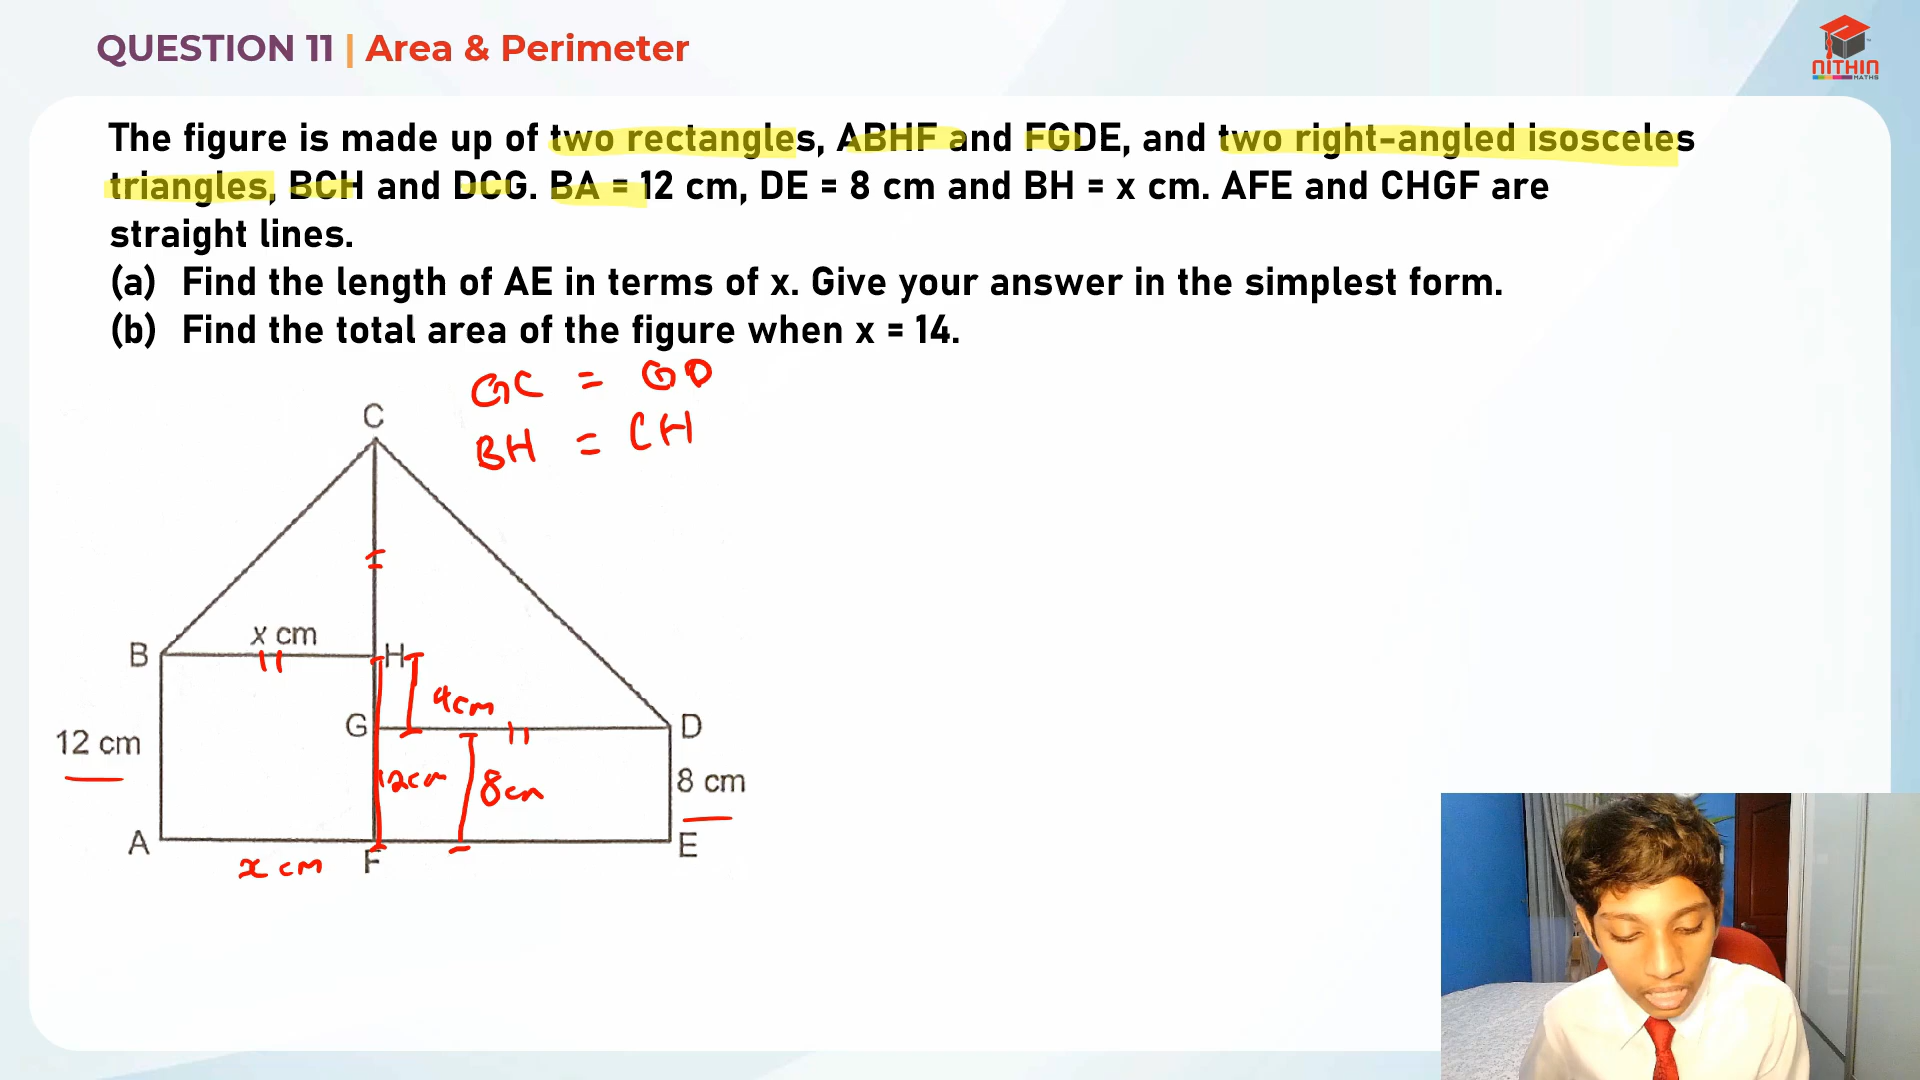 QUESTION 11 | Area & Perimeter
NITHIN
MATHS
The figure is made up of two rectangles, ABHF and FGDE, and two right-angled isosceles
triangles, BCH and DCG. BA = 12 cm, DE = 8 cm and BH = x cm. AFE and CHGF are
straight lines.
(a) Find the length of AE in terms of x. Give your answer in the simplest form.
(b) Find the total area of the figure when x = 14.
GC = GD
BH = CH
C
x cm
B
H
4cm
G
D
12 cm
12cm
8cm
8 cm
A
E
x cm
F